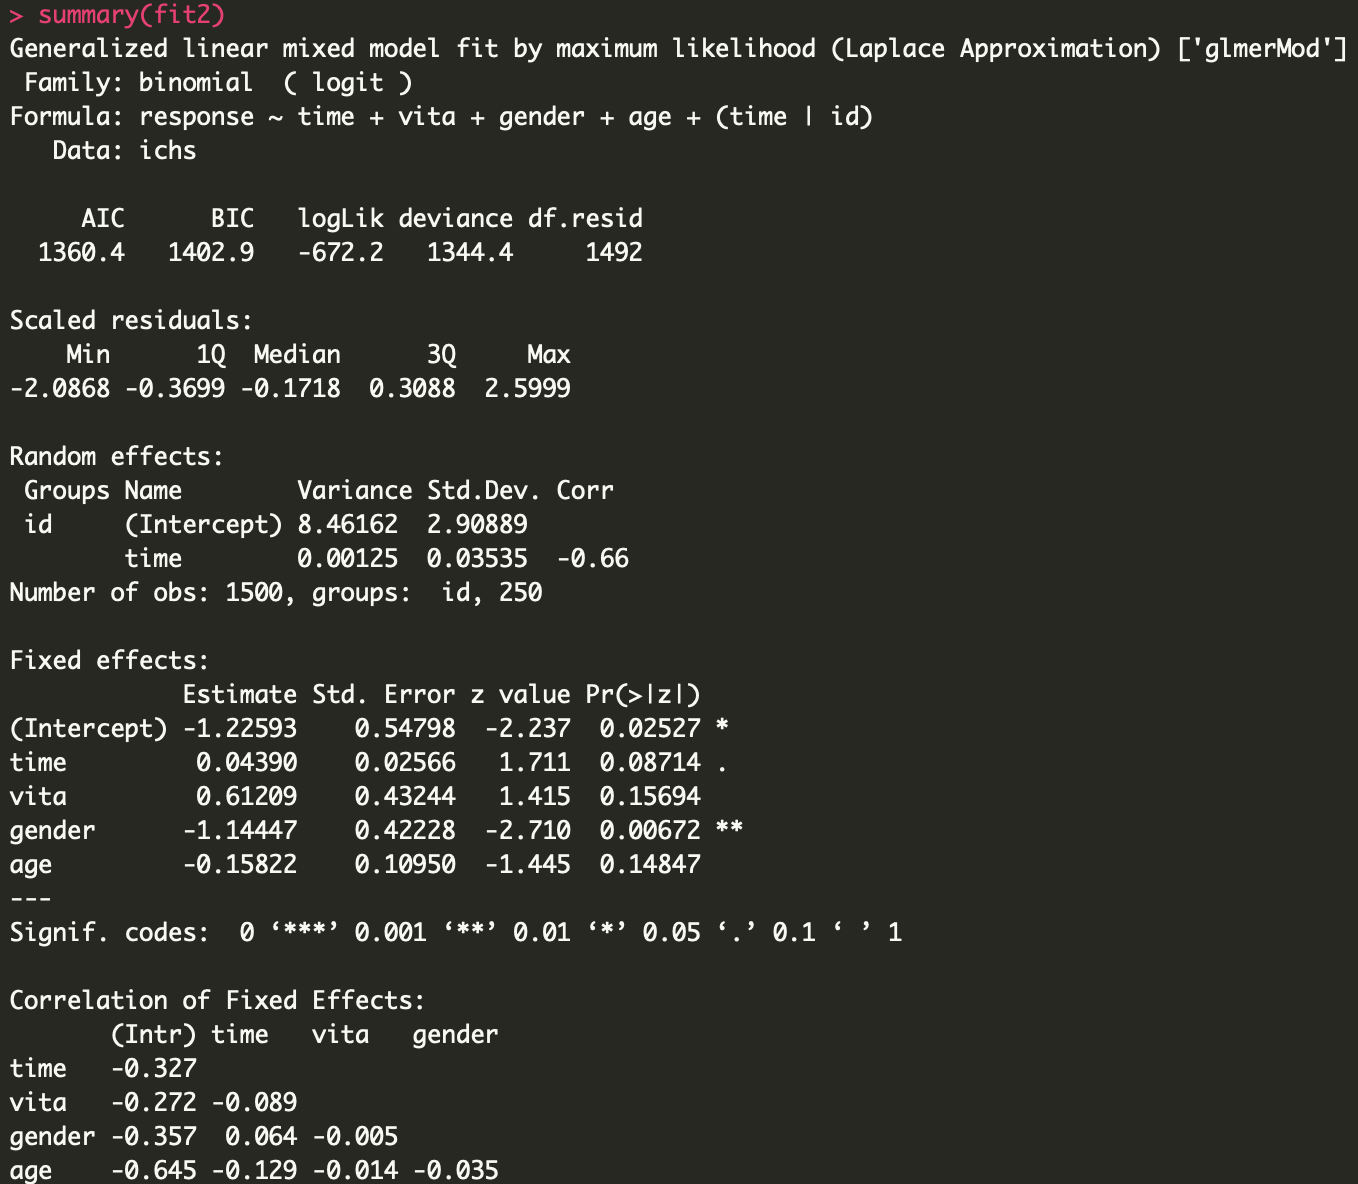 > summary(fit2)
Generalized linear mixed model fit by maximum likelihood (Laplace Approximation) ['glmerMod']
 Family: binomial  ( logit )
Formula: response ~ time + vita + gender + age + (time | id)
   Data: ichs

     AIC      BIC   logLik deviance df.resid
  1360.4   1402.9   -672.2   1344.4     1492

Scaled residuals:
    Min      1Q  Median      3Q     Max
-2.0868 -0.3699 -0.1718  0.3088  2.5999

Random effects:
 Groups Name        Variance Std.Dev. Corr
 id     (Intercept) 8.46162  2.90889
        time        0.00125  0.03535  -0.66
Number of obs: 1500, groups:  id, 250

Fixed effects:
            Estimate Std. Error z value Pr(>|z|)
(Intercept) -1.22593    0.54798  -2.237  0.02527 *
time         0.04390    0.02566   1.711  0.08714 .
vita         0.61209    0.43244   1.415  0.15694
gender      -1.14447    0.42228  -2.710  0.00672 **
age         -0.15822    0.10950  -1.445  0.14847
---
Signif. codes:  0 ‘***’ 0.001 ‘**’ 0.01 ‘*’ 0.05 ‘.’ 0.1 ‘ ’ 1

Correlation of Fixed Effects:
       (Intr) time   vita   gender
time   -0.327
vita   -0.272 -0.089
gender -0.357  0.064 -0.005
age    -0.645 -0.129 -0.014 -0.035